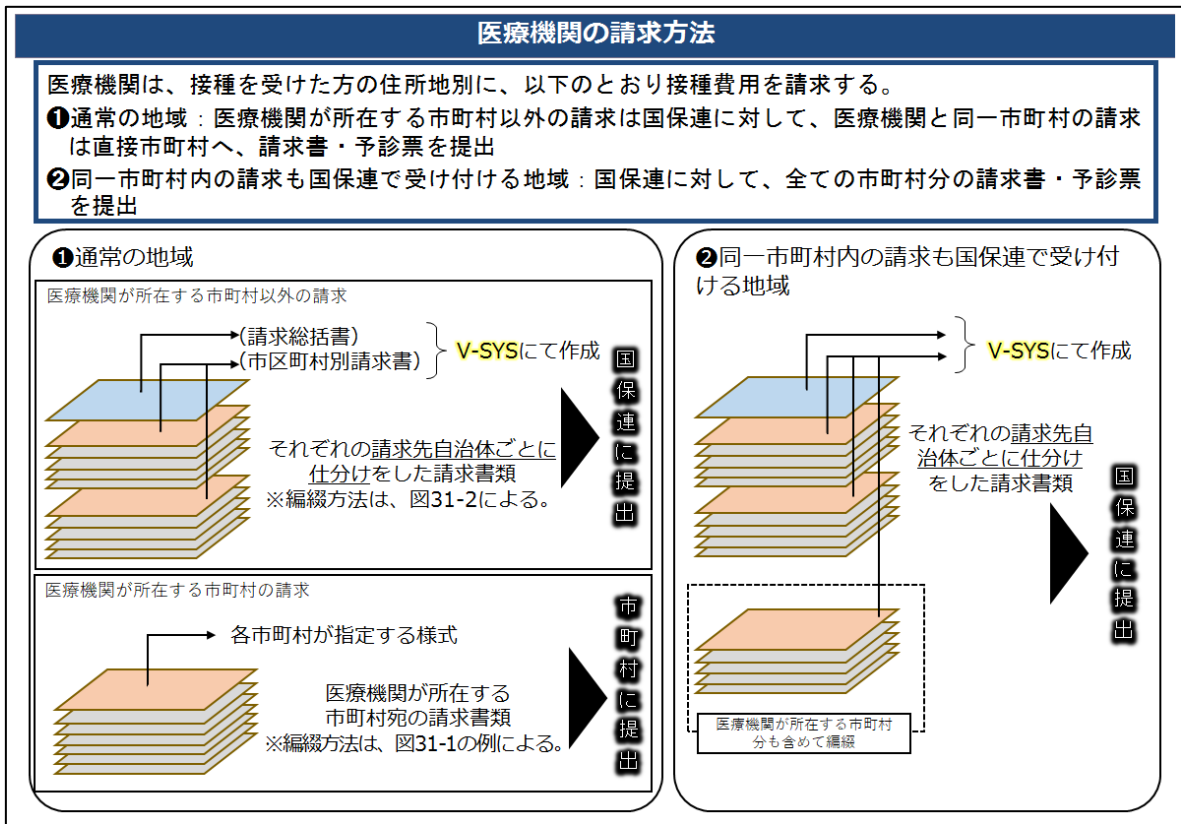 医療機関の請求方法
医療機関は、接種を受けた方の住所地別に、以下のとおり接種費用を請求する。
❶通常の地域：医療機関が所在する市町村以外の請求は国保連に対して、医療機関と同一市町村の請求
は直接市町村へ、請求書・予診票を提出
❷同一市町村内の請求も国保連で受け付ける地域：国保連に対して、全ての市町村分の請求書・予診票
を提出
❶通常の地域
医療機関が所在する市町村以外の請求
（請求総括書）
（市区町村別請求書）
V-SYSにて作成
それぞれの請求先自治体ごとに
仕分けをした請求書類
※編綴方法は、図31-2による。
国保連に提出
医療機関が所在する市町村の請求
各市町村が指定する様式
医療機関が所在する
市町村宛の請求書類
※編綴方法は、図31-1の例による。
市町村に提出
❷同一市町村内の請求も国保連で受け付
ける地域
V-SYSにて作成
それぞれの請求先自
治体ごとに仕分け
をした請求書類
国保連に提出
医療機関が所在する市町村
分も含めて編綴